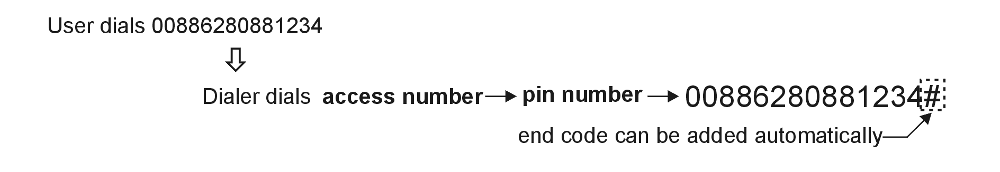 User dials 00886280881234
Dialer dials access number pin number 00886280881234#
end code can be added automatically